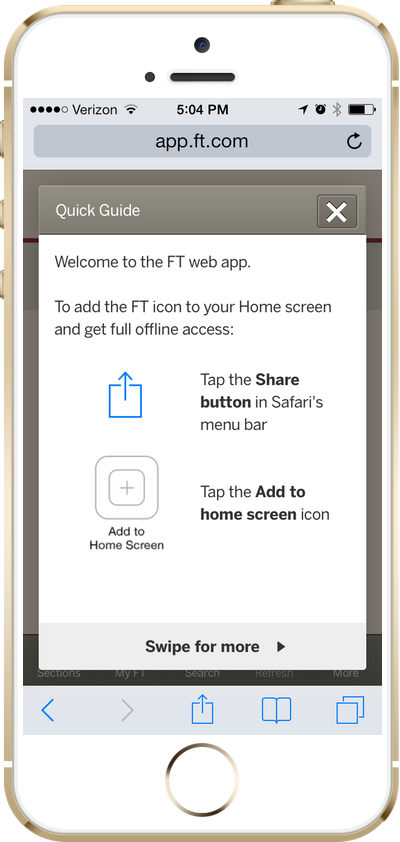 Verizon 5:04 PM
app.ft.com
Quick Guide
Welcome to the FT web app.
To add the FT icon to your Home screen
and get full offline access:
Tap the Share
button in Safari's
menu bar
Add to
Home Screen
Tap the Add to
home screen icon
Swipe for more
Sections My FT Search Refresh More